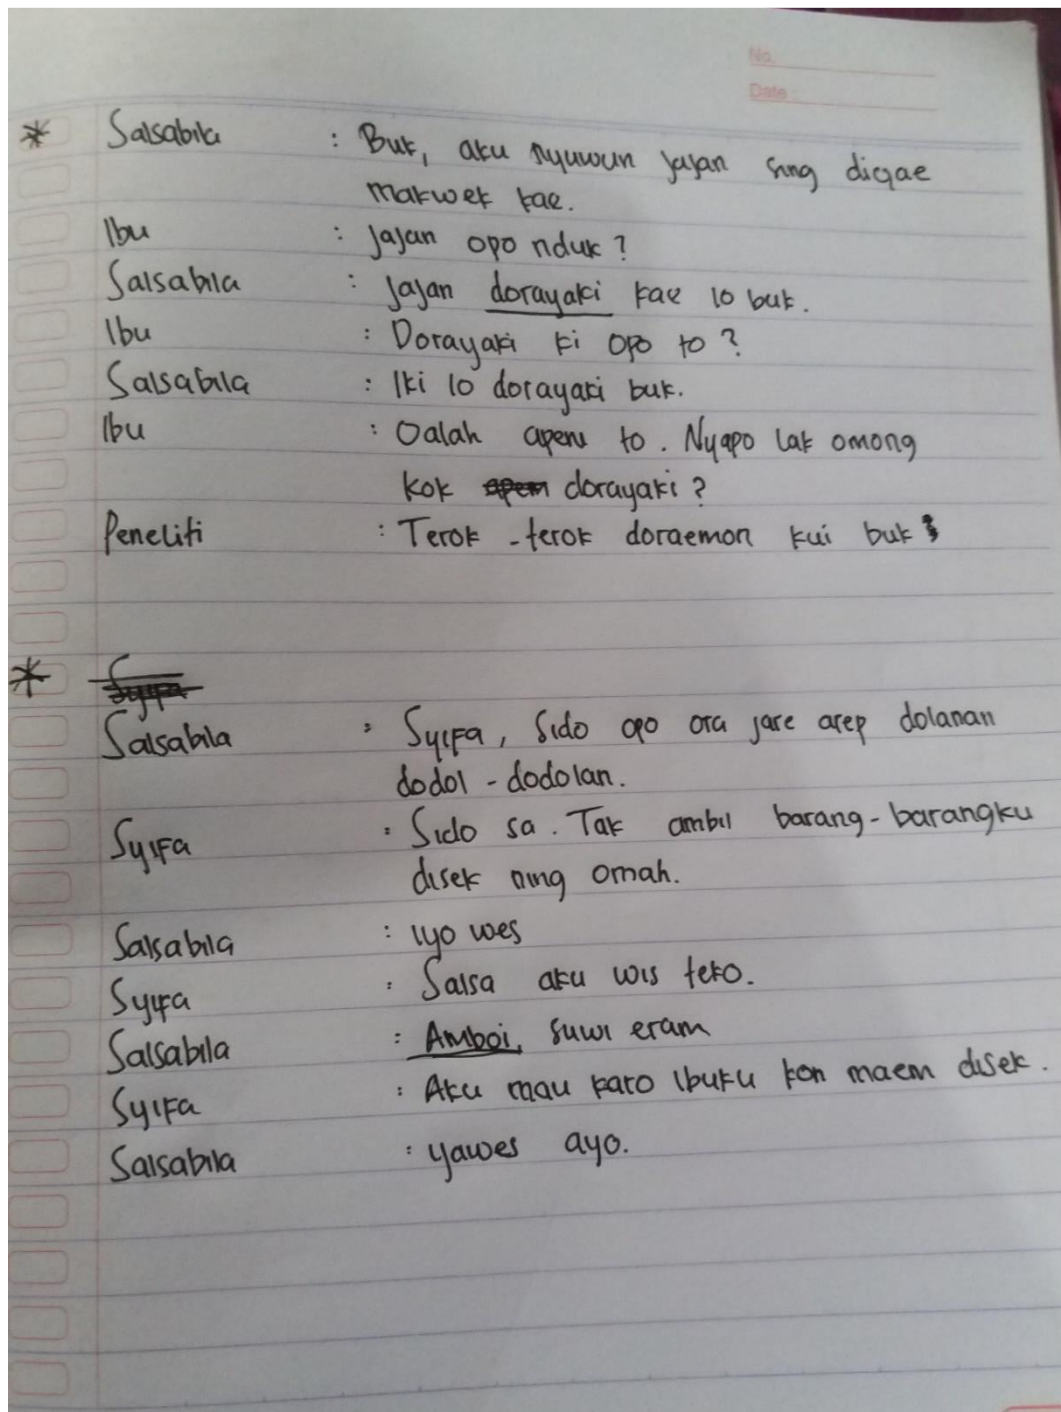 No.
Date :
* Salsabila : Buk, aku nyuwun jajan sing digae
makwek kae.
Ibu : Jajan opo nduk?
Salsabila : Jajan dorayaki kae lo buk.
Ibu : Dorayaki ki opo to?
Salsabila : Iki lo dorayaki buk.
Ibu : Oalah apem to. Nyapo lak omong
kok apem dorayaki?
Peneliti : Terok-terok doraemon kui buk
* Syifa
Salsabila : Syifa, Sido opo ora jare arep dolanan
dodol-dodolan.
Syifa : Sido sa. Tak ambil barang-barangku
disek ning omah.
Salsabila : Iyo wes
Syifa : Salsa aku wis teko.
Salsabila : Amboi, suwi eram
Syifa : Aku mau karo ibuku kon maem disek.
Salsabila : yawes ayo.